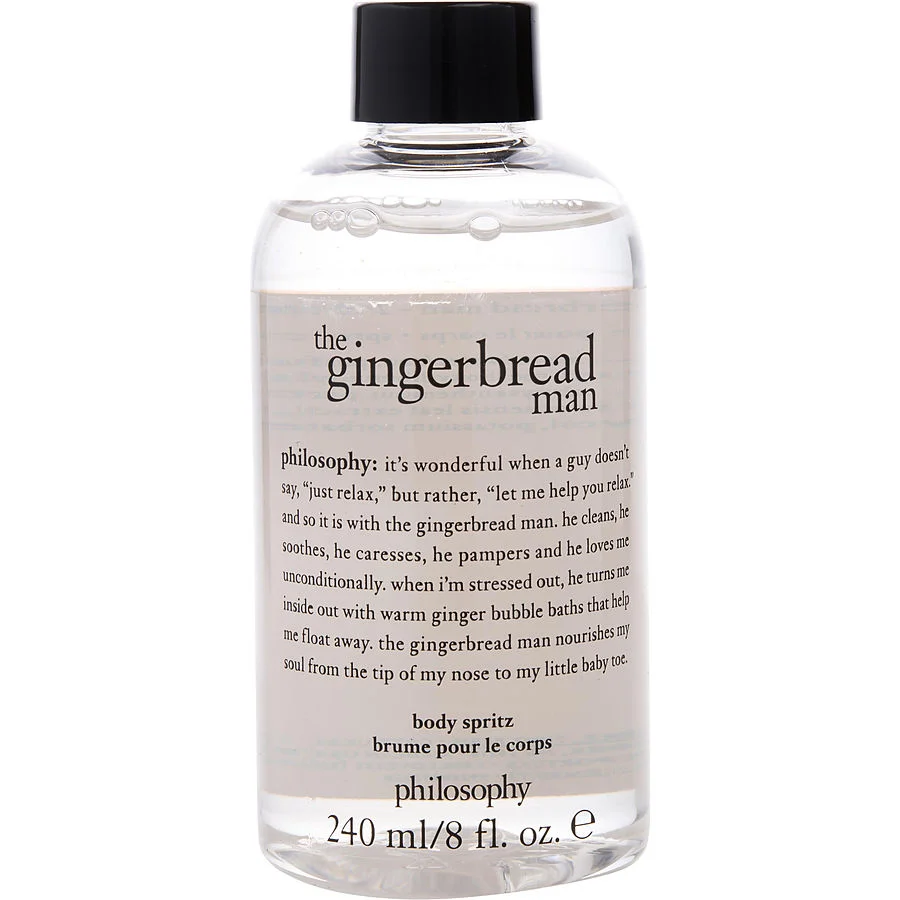 the
gingerbread
man
philosophy: it's wonderful when a guy doesn't
say, “just relax,” but rather, “let me help you relax.”
and so it is with the gingerbread man. he cleans, he
soothes, he caresses, he pampers and he loves me
unconditionally. when i'm stressed out, he turns me
inside out with warm ginger bubble baths that help
me float away. the gingerbread man nourishes my
soul from the tip of my nose to my little baby toe.
body spritz
brume pour le corps
philosophy
240 ml/8 fl. oz. ℮